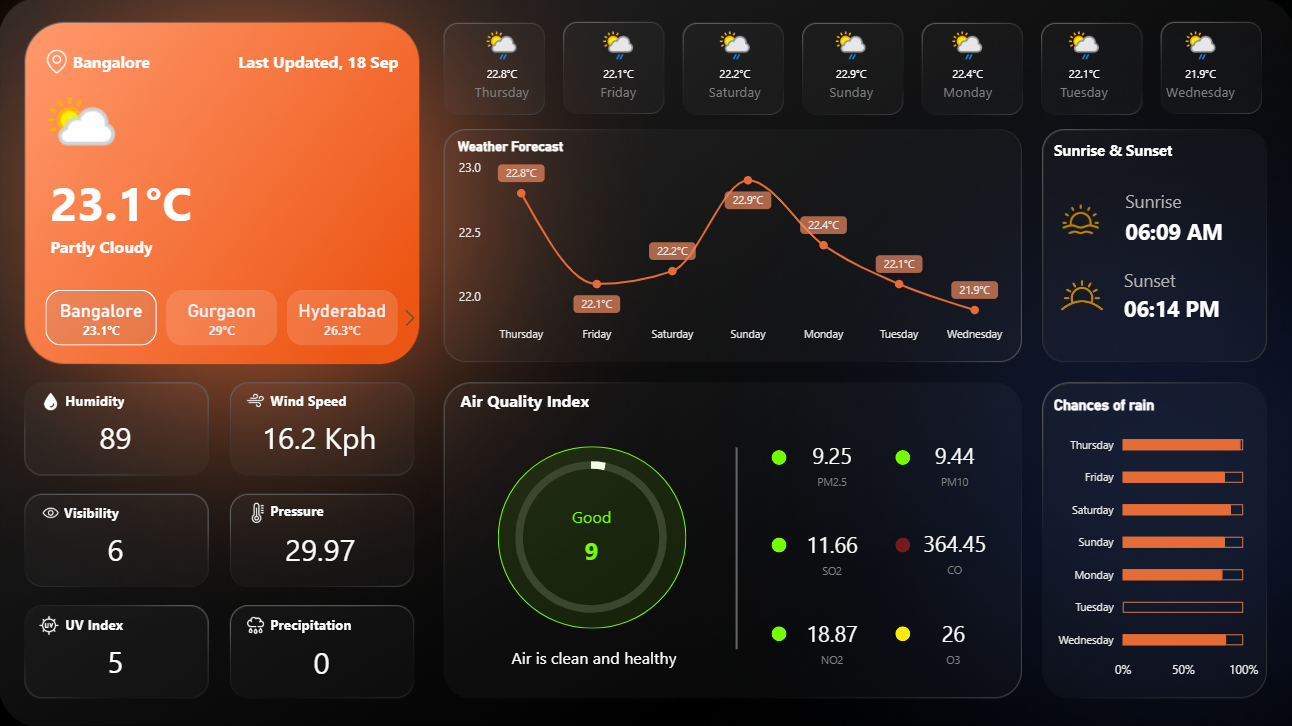 Bangalore
Last Updated, 18 Sep
23.1°C
Partly Cloudy
Bangalore
23.1°C
Gurgaon
29°C
Hyderabad
26.3°C
22.8°C
Thursday
22.1°C
Friday
22.2°C
Saturday
22.9°C
Sunday
22.4°C
Monday
22.1°C
Tuesday
21.9°C
Wednesday
Weather Forecast
23.0
22.5
22.0
22.8°C
22.1°C
22.2°C
22.9°C
22.4°C
22.1°C
21.9°C
Thursday
Friday
Saturday
Sunday
Monday
Tuesday
Wednesday
Sunrise & Sunset
Sunrise
06:09 AM
Sunset
06:14 PM
Humidity
89
Wind Speed
16.2 Kph
Visibility
6
Pressure
29.97
UV
UV Index
5
Precipitation
0
Air Quality Index
Good
9
Air is clean and healthy
9.25
PM2.5
9.44
PM10
11.66
SO2
364.45
CO
18.87
NO2
26
O3
Chances of rain
Thursday
Friday
Saturday
Sunday
Monday
Tuesday
Wednesday
0%
50%
100%